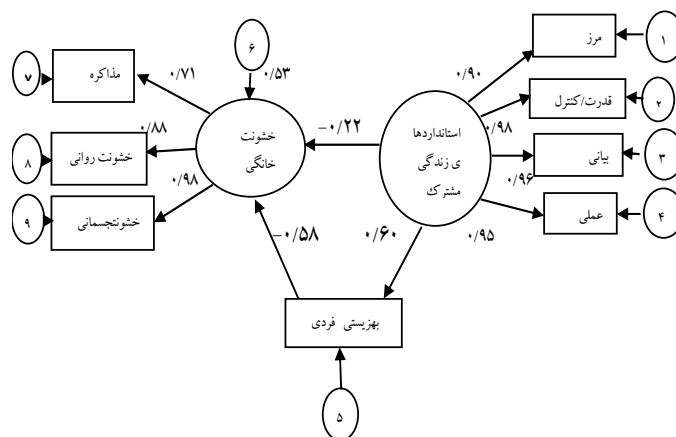 ۶
۰/۵۳
مرز
۱
۰/۹۰
قدرت/کنترل
۲
۰/۹۸
بیانی
۳
۰/۹۶
عملی
۴
۰/۹۵
استانداردها
ی زندگی
مشترک
−۰/۲۲
خشونت
خانگی
۰/۷۱
مذاکره
۷
۰/۸۸
خشونت روانی
۸
۰/۹۸
خشونتجسمانی
۹
۰/۶۰
−۰/۵۸
بهزیستی فردی
۵